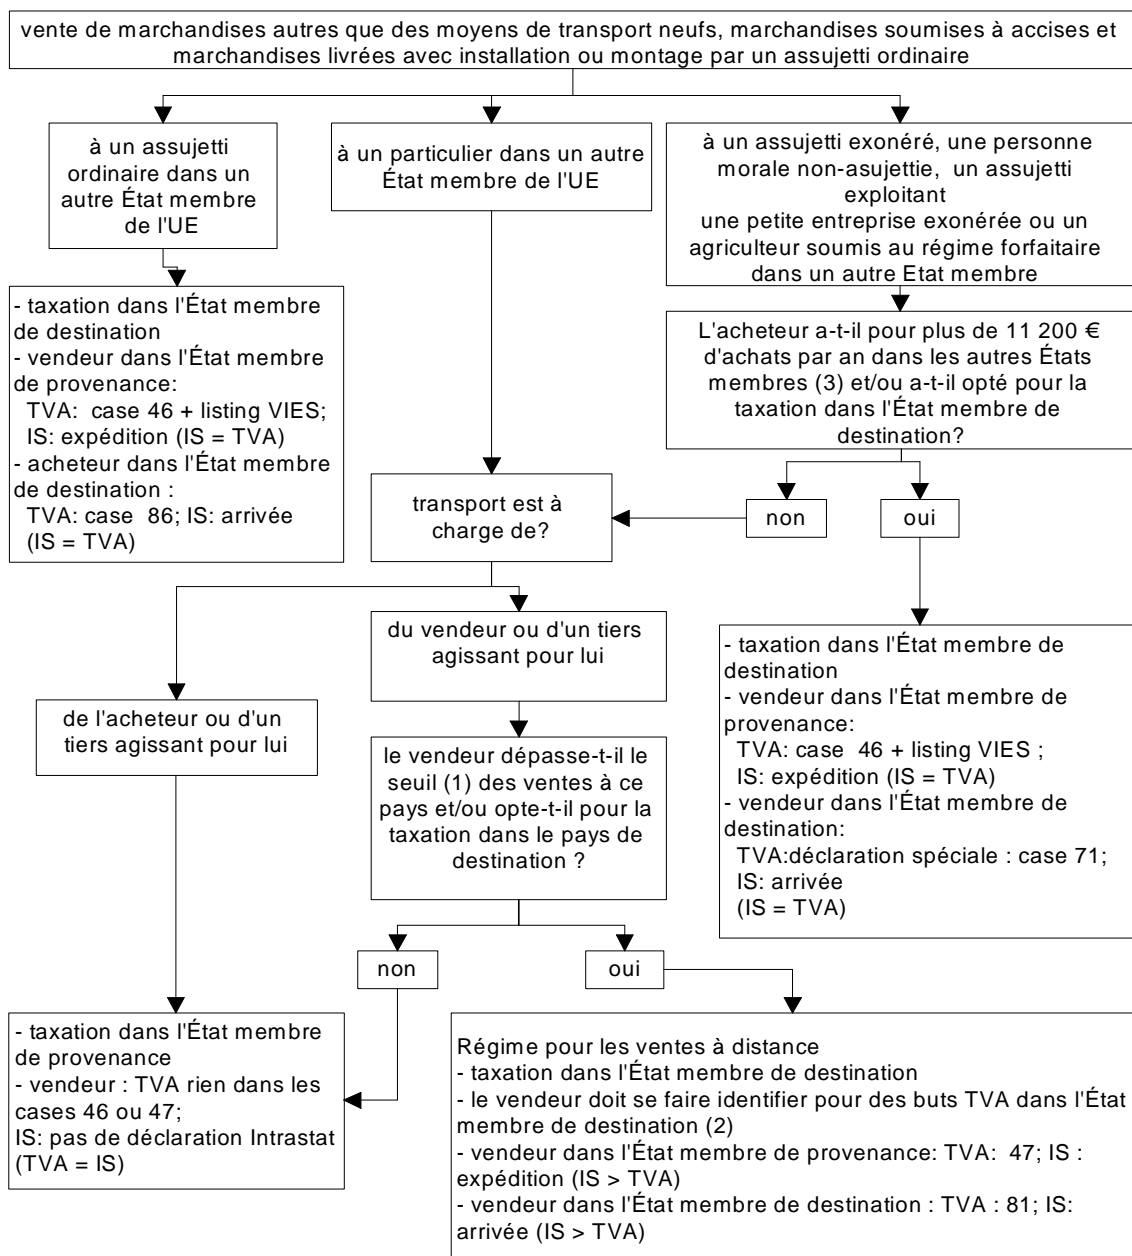 vente de marchandises autres que des moyens de transport neufs, marchandises soumises à accises et
marchandises livrées avec installation ou montage par un assujetti ordinaire
à un assujetti
ordinaire dans un
autre État membre
de l'UE
à un particulier dans un autre
État membre de l'UE
à un assujetti exonéré, une personne
morale non-asujettie, un assujetti
exploitant
une petite entreprise exonérée ou un
agriculteur soumis au régime forfaitaire
dans un autre Etat membre
- taxation dans l'État membre
de destination
- vendeur dans l'État membre
de provenance:
TVA: case 46 + listing VIES;
IS: expédition (IS = TVA)
- acheteur dans l'État membre
de destination :
TVA: case 86; IS: arrivée
(IS = TVA)
L'acheteur a-t-il pour plus de 11 200 €
d'achats par an dans les autres États
membres (3) et/ou a-t-il opté pour la
taxation dans l'État membre de
destination?
transport est à
charge de?
non
oui
du vendeur ou d'un tiers
agissant pour lui
de l'acheteur ou d'un
tiers agissant pour lui
- taxation dans l'État membre de
destination
- vendeur dans l'État membre de
provenance:
TVA: case 46 + listing VIES ;
IS: expédition (IS = TVA)
- vendeur dans l'État membre de
destination:
TVA:déclaration spéciale : case 71;
IS: arrivée
(IS = TVA)
le vendeur dépasse-t-il le
seuil (1) des ventes à ce
pays et/ou opte-t-il pour la
taxation dans le pays de
destination ?
non
oui
- taxation dans l'État membre
de provenance
- vendeur : TVA rien dans les
cases 46 ou 47;
IS: pas de déclaration Intrastat
(TVA = IS)
Régime pour les ventes à distance
- taxation dans l'État membre de destination
- le vendeur doit se faire identifier pour des buts TVA dans l'État
membre de destination (2)
- vendeur dans l'État membre de provenance: TVA: 47; IS :
expédition (IS > TVA)
- vendeur dans l'État membre de destination : TVA : 81; IS:
arrivée (IS > TVA)